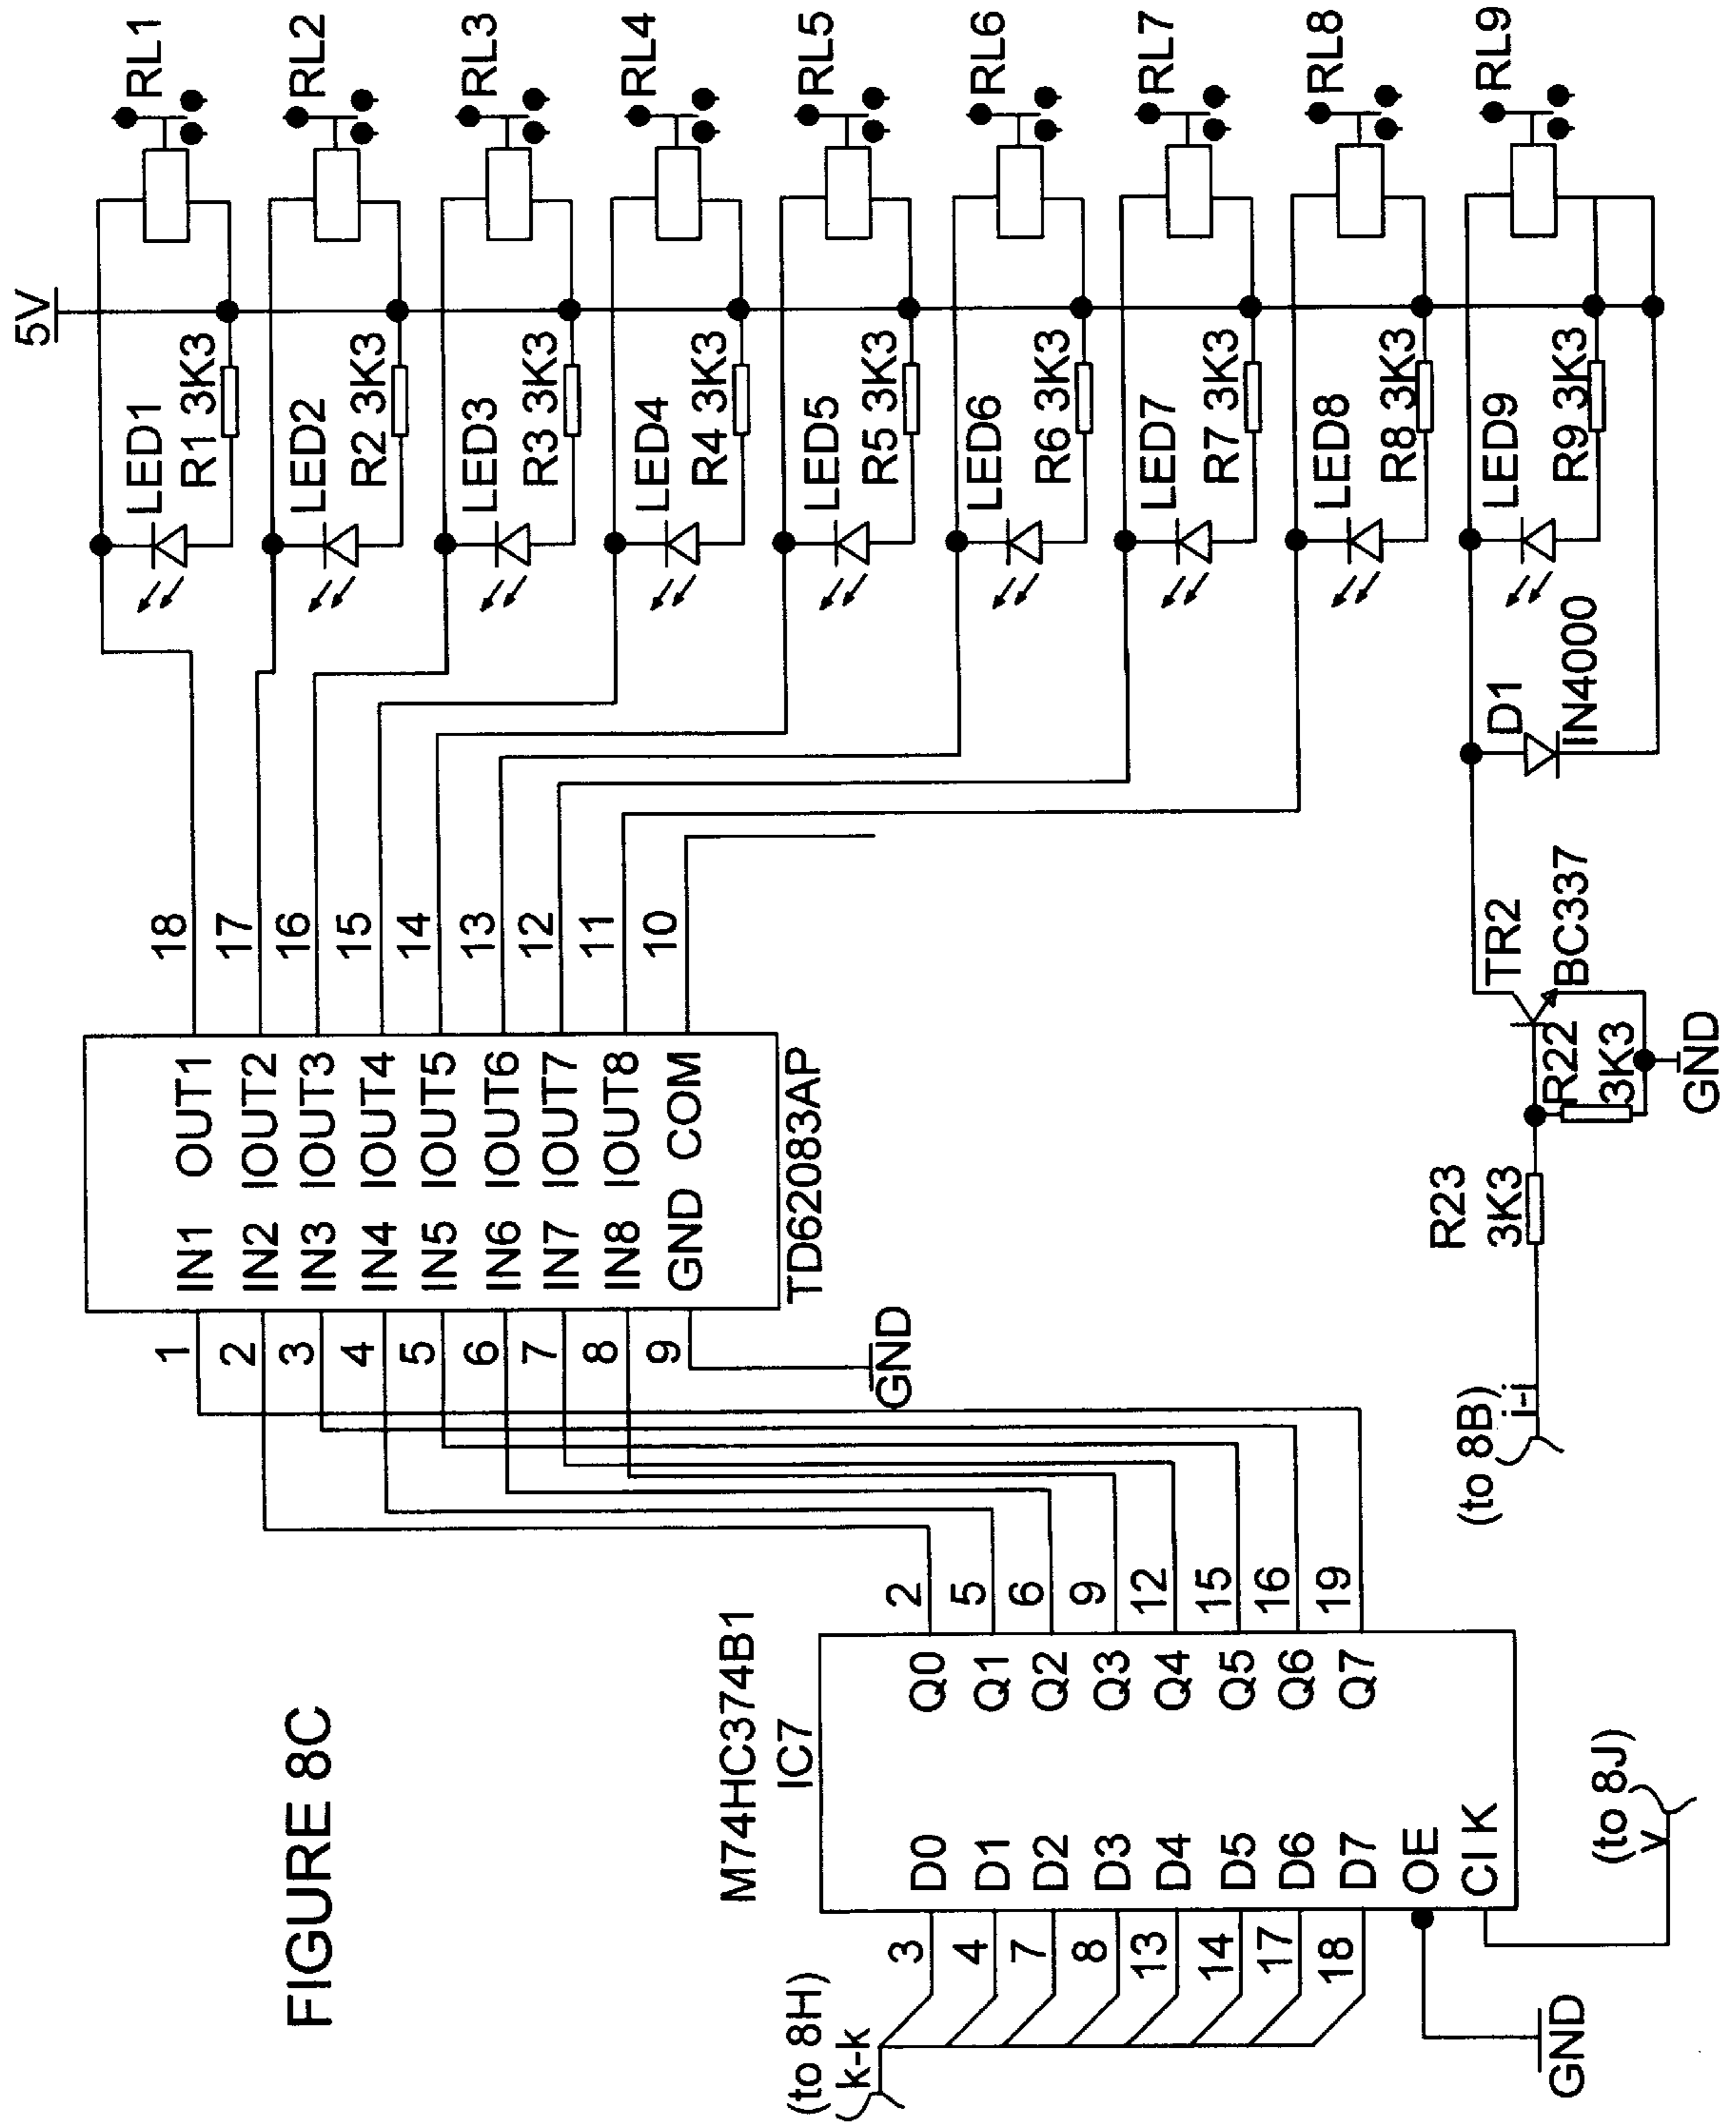 FIGURE 8C
5V
RL1
RL2
RL3
RL4
RL5
RL6
RL7
RL8
RL9
LED1
R1 3K3
LED2
R2 3K3
LED3
R3 3K3
LED4
R4 3K3
LED5
R5 3K3
LED6
R6 3K3
LED7
R7 3K3
LED8
R8 3K3
LED9
R9 3K3
D1
IN4000
18
17
16
15
14
13
12
11
10
IN1 OUT1
IN2 IOUT2
IN3 IOUT3
IN4 IOUT4
IN5 IOUT5
IN6 IOUT6
IN7 IOUT7
IN8 IOUT8
GND COM
TD62083AP
1
2
3
4
5
6
7
8
9
GND
TR2
BC337
R22
3K3
GND
R23
3K3
(to 8B)
j-j
M74HC374B1
IC7
2
5
6
9
12
15
16
19
D0 Q0
D1 Q1
D2 Q2
D3 Q3
D4 Q4
D5 Q5
D6 Q6
D7 Q7
OE
Cl K
3
4
7
8
13
14
17
18
(to 8H)
k-k
GND
(to 8J)
v